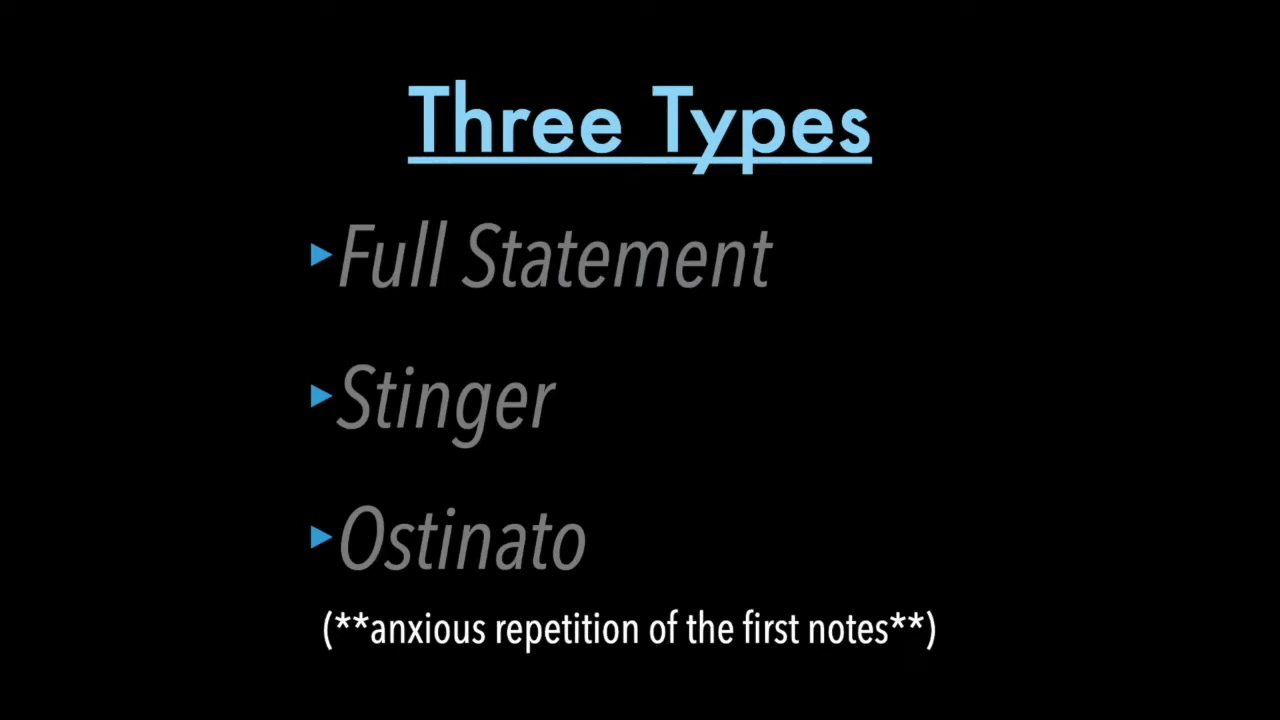 Three Types
▸Full Statement
▸Stinger
▸Ostinato
(**anxious repetition of the first notes**)